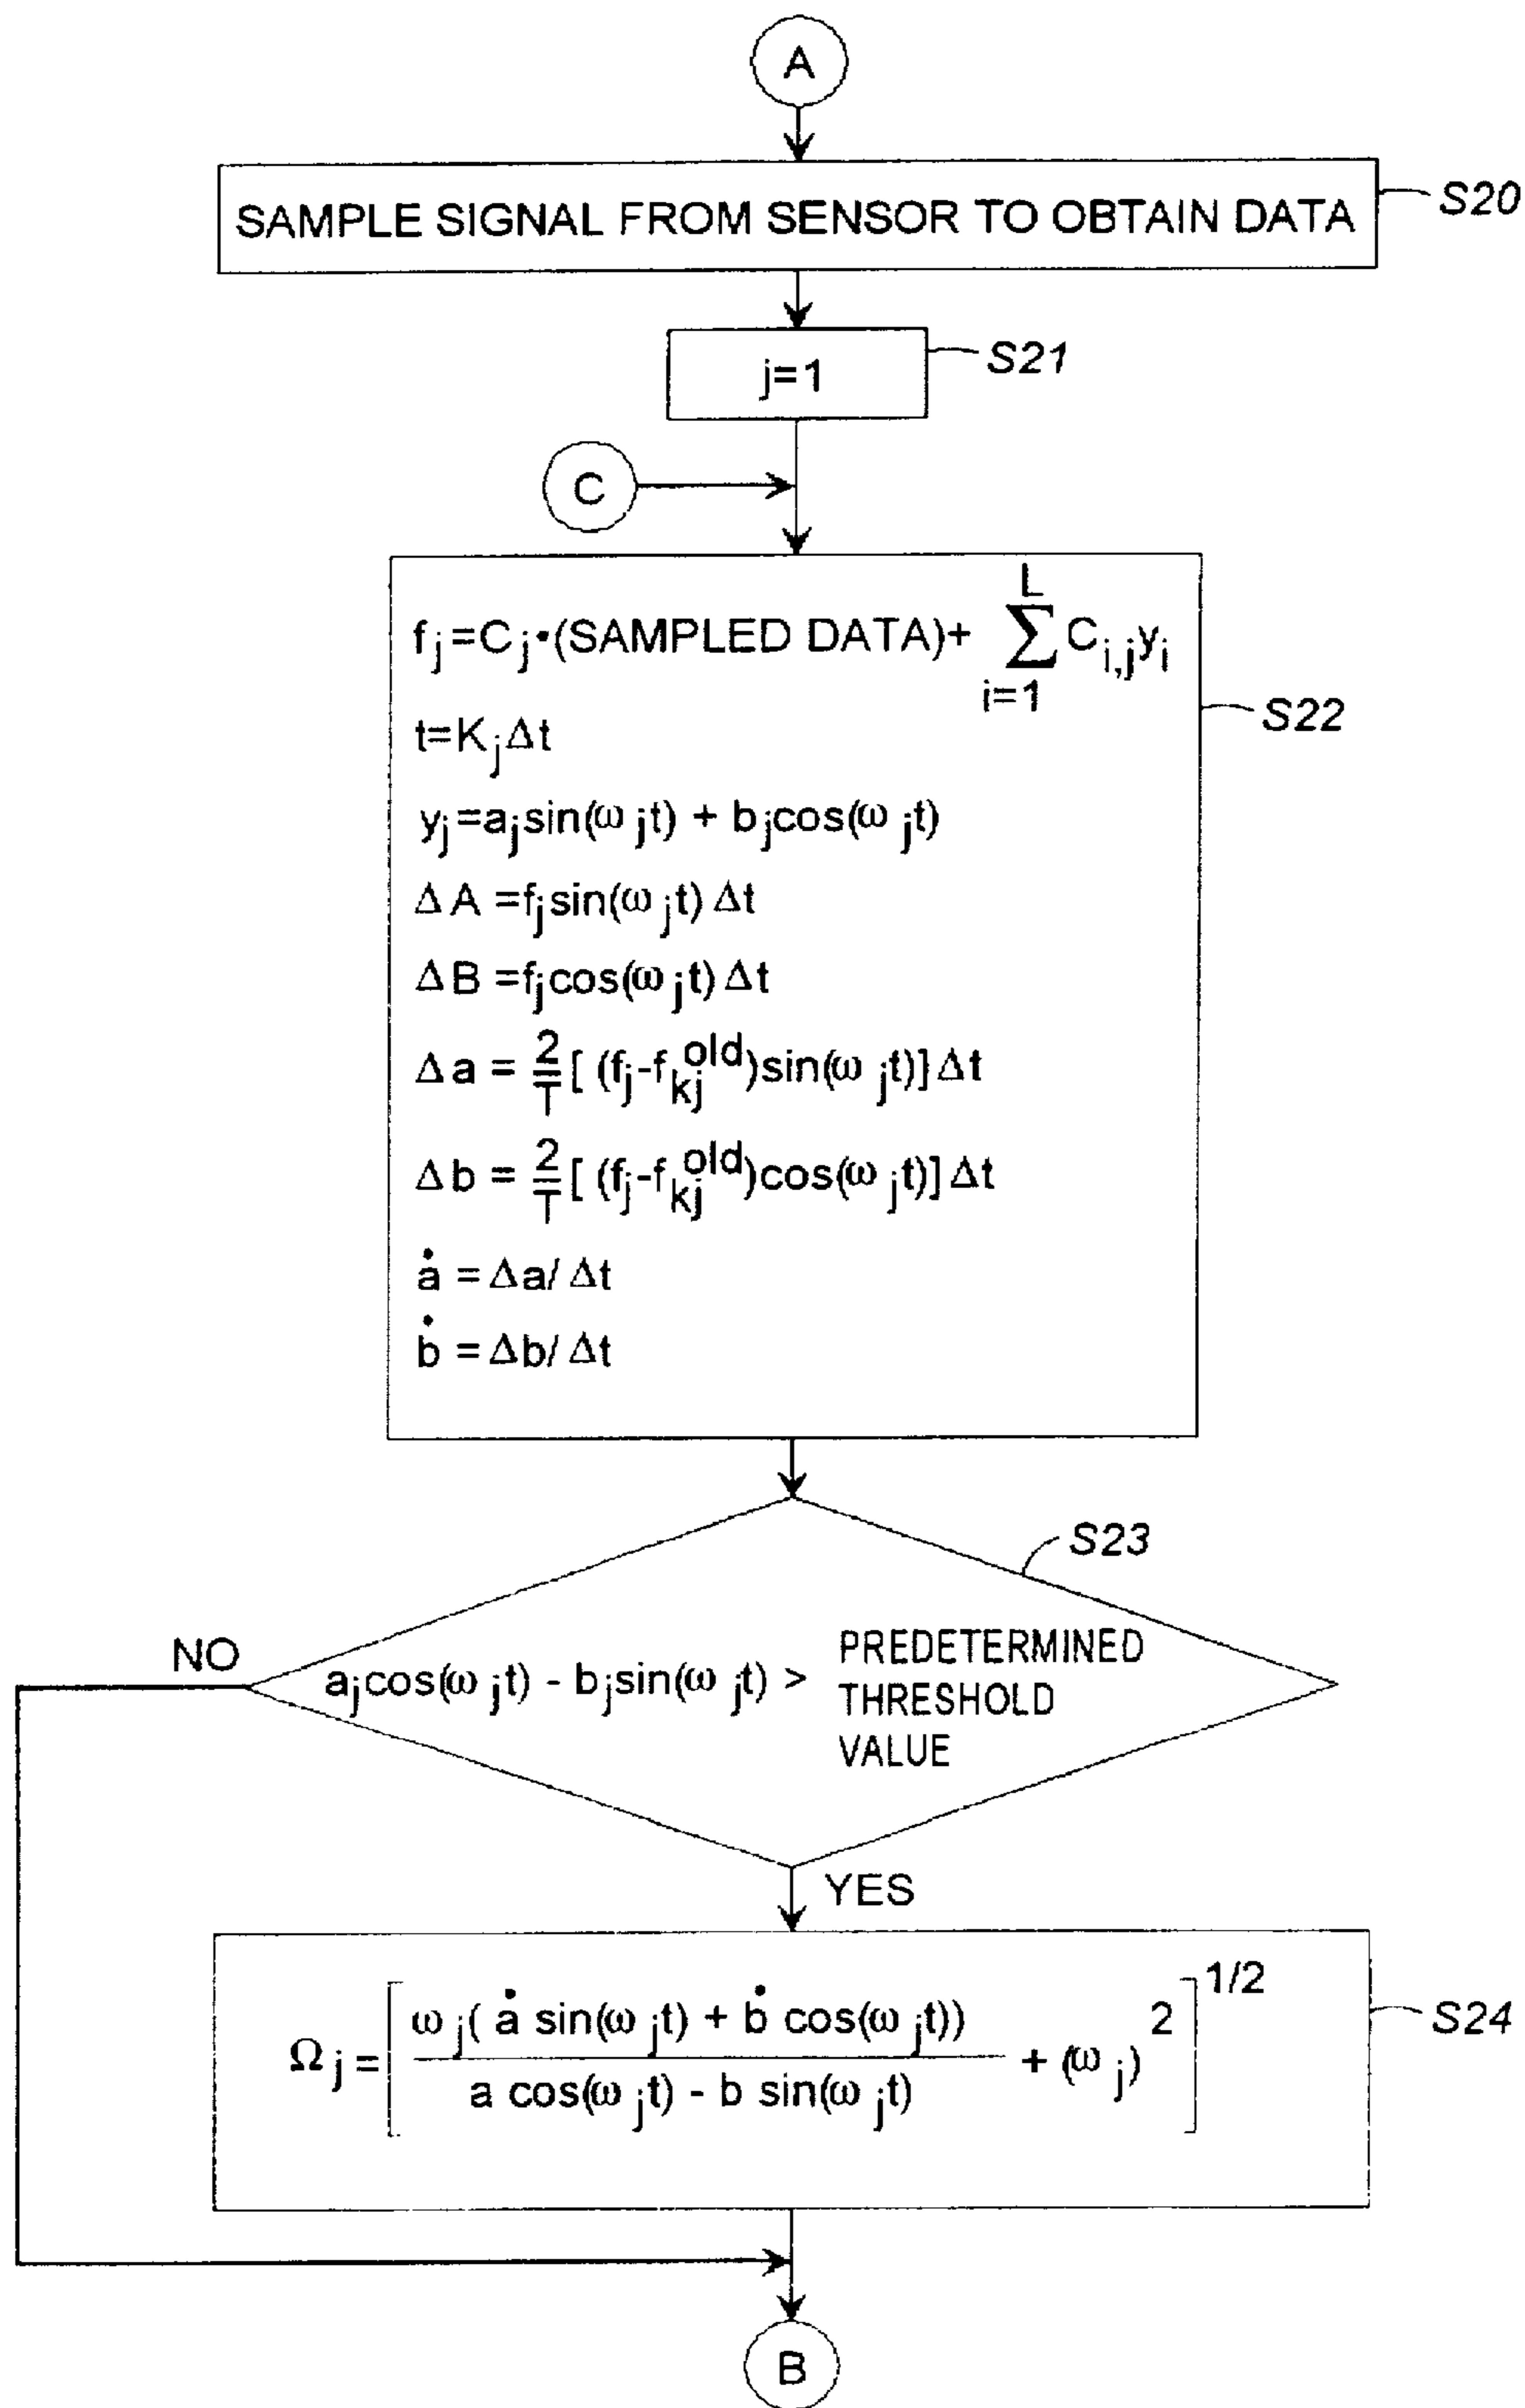 A
SAMPLE SIGNAL FROM SENSOR TO OBTAIN DATA
S20
j=1
S21
C
f_j=C_j•(SAMPLED DATA)+ ∑_{i=1}^{L} C_{i,j}y_i
t=K_jΔt
S22
y_j=a_jsin(ω_jt) + b_jcos(ω_jt)
ΔA =f_jsin(ω_jt)Δt
ΔB =f_jcos(ω_jt)Δt
Δa = 2/T [ (f_j-f_{kj}^{old})sin(ω_jt)]Δt
Δb = 2/T [ (f_j-f_{kj}^{old})cos(ω_jt)]Δt
ȧ = Δa/Δt
ḃ = Δb/Δt
S23
NO
a_jcos(ω_jt) - b_jsin(ω_jt) >
PREDETERMINED
THRESHOLD
VALUE
YES
Ω_j = [ ω_j( ȧ sin(ω_jt) + ḃ cos(ω_jt)) / a cos(ω_jt) - b sin(ω_jt) + (ω_j)^2 ]^{1/2}
S24
B